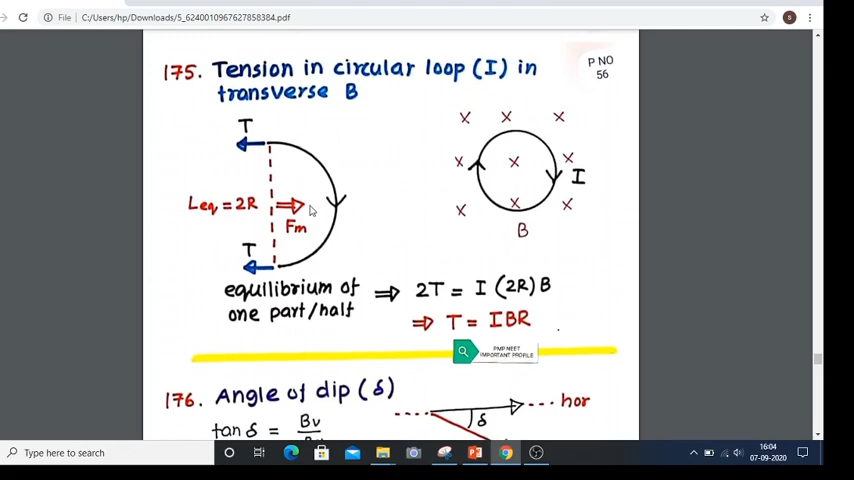 File C:/Users/hp/Downloads/5_6240010967627858384.pdf
S
175. Tension in circular loop (I) in
transverse B
P NO
56
T
Leq = 2R
Fm
T
x x x
x x x
I
x x x
B
equillibrium of
one part/half
⇒ 2T = I (2R) B
⇒ T = IBR
PMP NEET
IMPORTANT PROFILE
176. Angle of dip (δ)
hor
δ
tan δ = Bv
Type here to search
16:04
07-09-2020